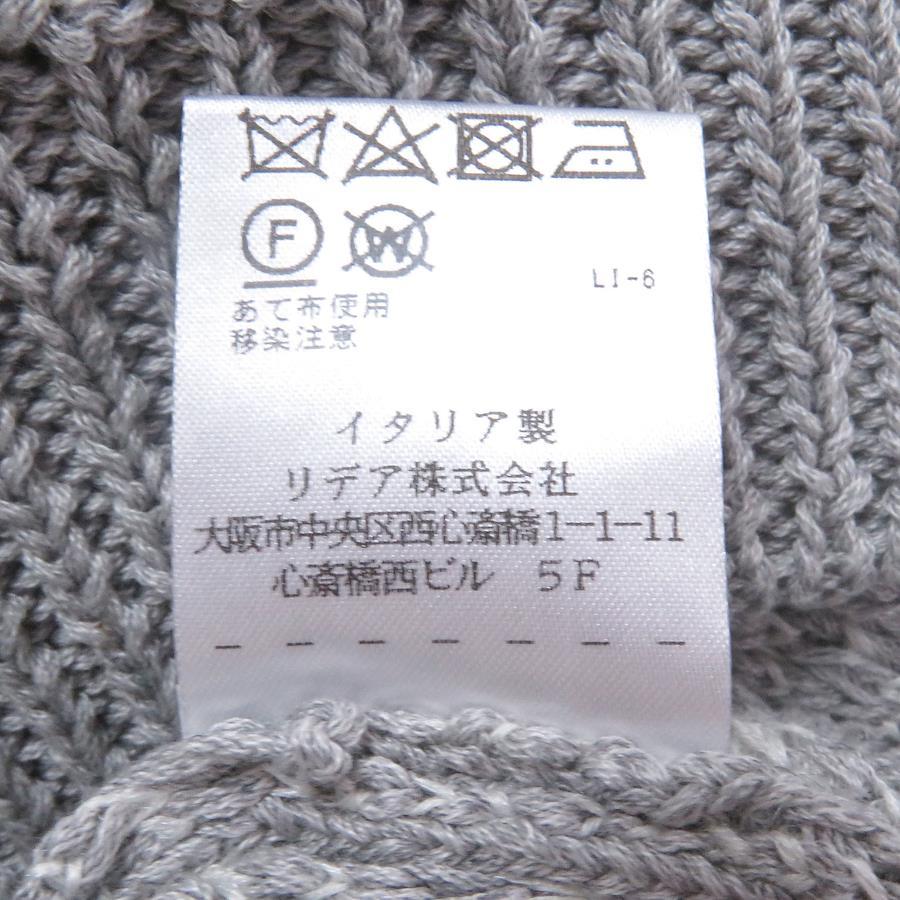 F W
LI-6
あて布使用
移染注意
イタリア製
リデア株式会社
大阪市中央区西心斎橋1-1-11
心斎橋西ビル 5F